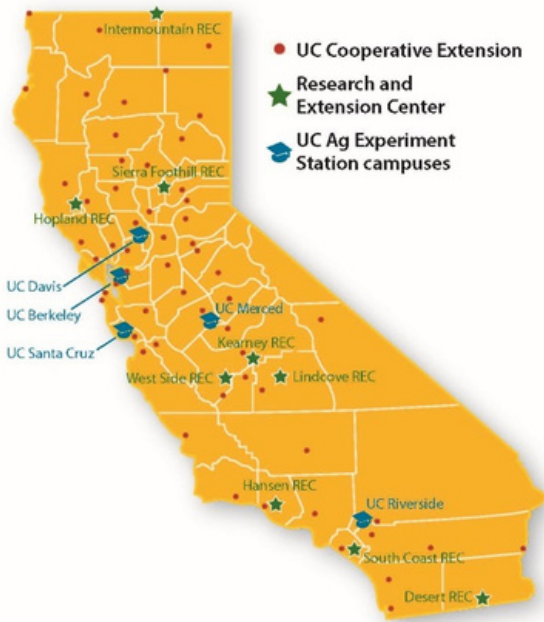 Intermountain REC
UC Cooperative Extension
Research and
Extension Center
UC Ag Experiment
Station campuses
Sierra Foothill REC
Hopland REC
UC Davis
UC Berkeley
UC Merced
UC Santa Cruz
Kearney REC
West Side REC
Lindcove REC
Hansen REC
UC Riverside
South Coast REC
Desert REC